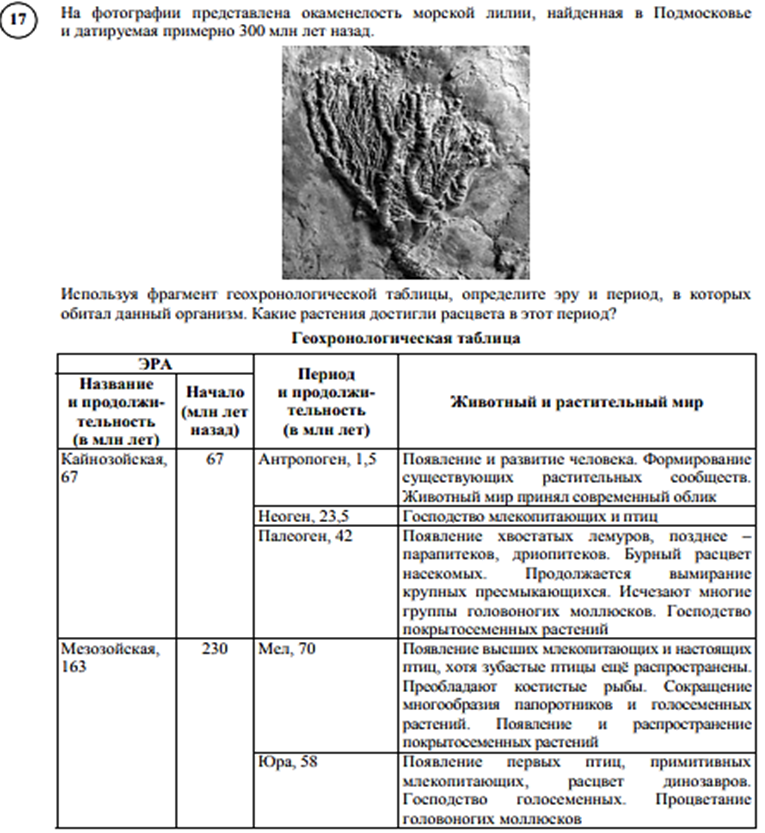 17
На фотографии представлена окаменелость морской лилии, найденная в Подмосковье
и датируемая примерно 300 млн лет назад.
Используя фрагмент геохронологической таблицы, определите эру и период, в которых
обитал данный организм. Какие растения достигли расцвета в этот период?
Геохронологическая таблица
ЭРА
Название
и продолжи-
тельность
(в млн лет)
Начало
(млн лет
назад)
Период
и продолжи-
тельность
(в млн лет)
Животный и растительный мир
Кайнозойская,
67
67
Антропоген, 1,5
Появление и развитие человека. Формирование
существующих растительных сообществ.
Животный мир принял современный облик
Неоген, 23,5
Господство млекопитающих и птиц
Палеоген, 42
Появление хвостатых лемуров, позднее –
парапитеков, дриопитеков. Бурный расцвет
насекомых. Продолжается вымирание
крупных пресмыкающихся. Исчезают многие
группы головоногих моллюсков. Господство
покрытосеменных растений
Мезозойская,
163
230
Мел, 70
Появление высших млекопитающих и настоящих
птиц, хотя зубастые птицы ещё распространены.
Преобладают костистые рыбы. Сокращение
многообразия папоротников и голосеменных
растений. Появление и распространение
покрытосеменных растений
Юра, 58
Появление первых птиц, примитивных
млекопитающих, расцвет динозавров.
Господство голосеменных. Процветание
головоногих моллюсков